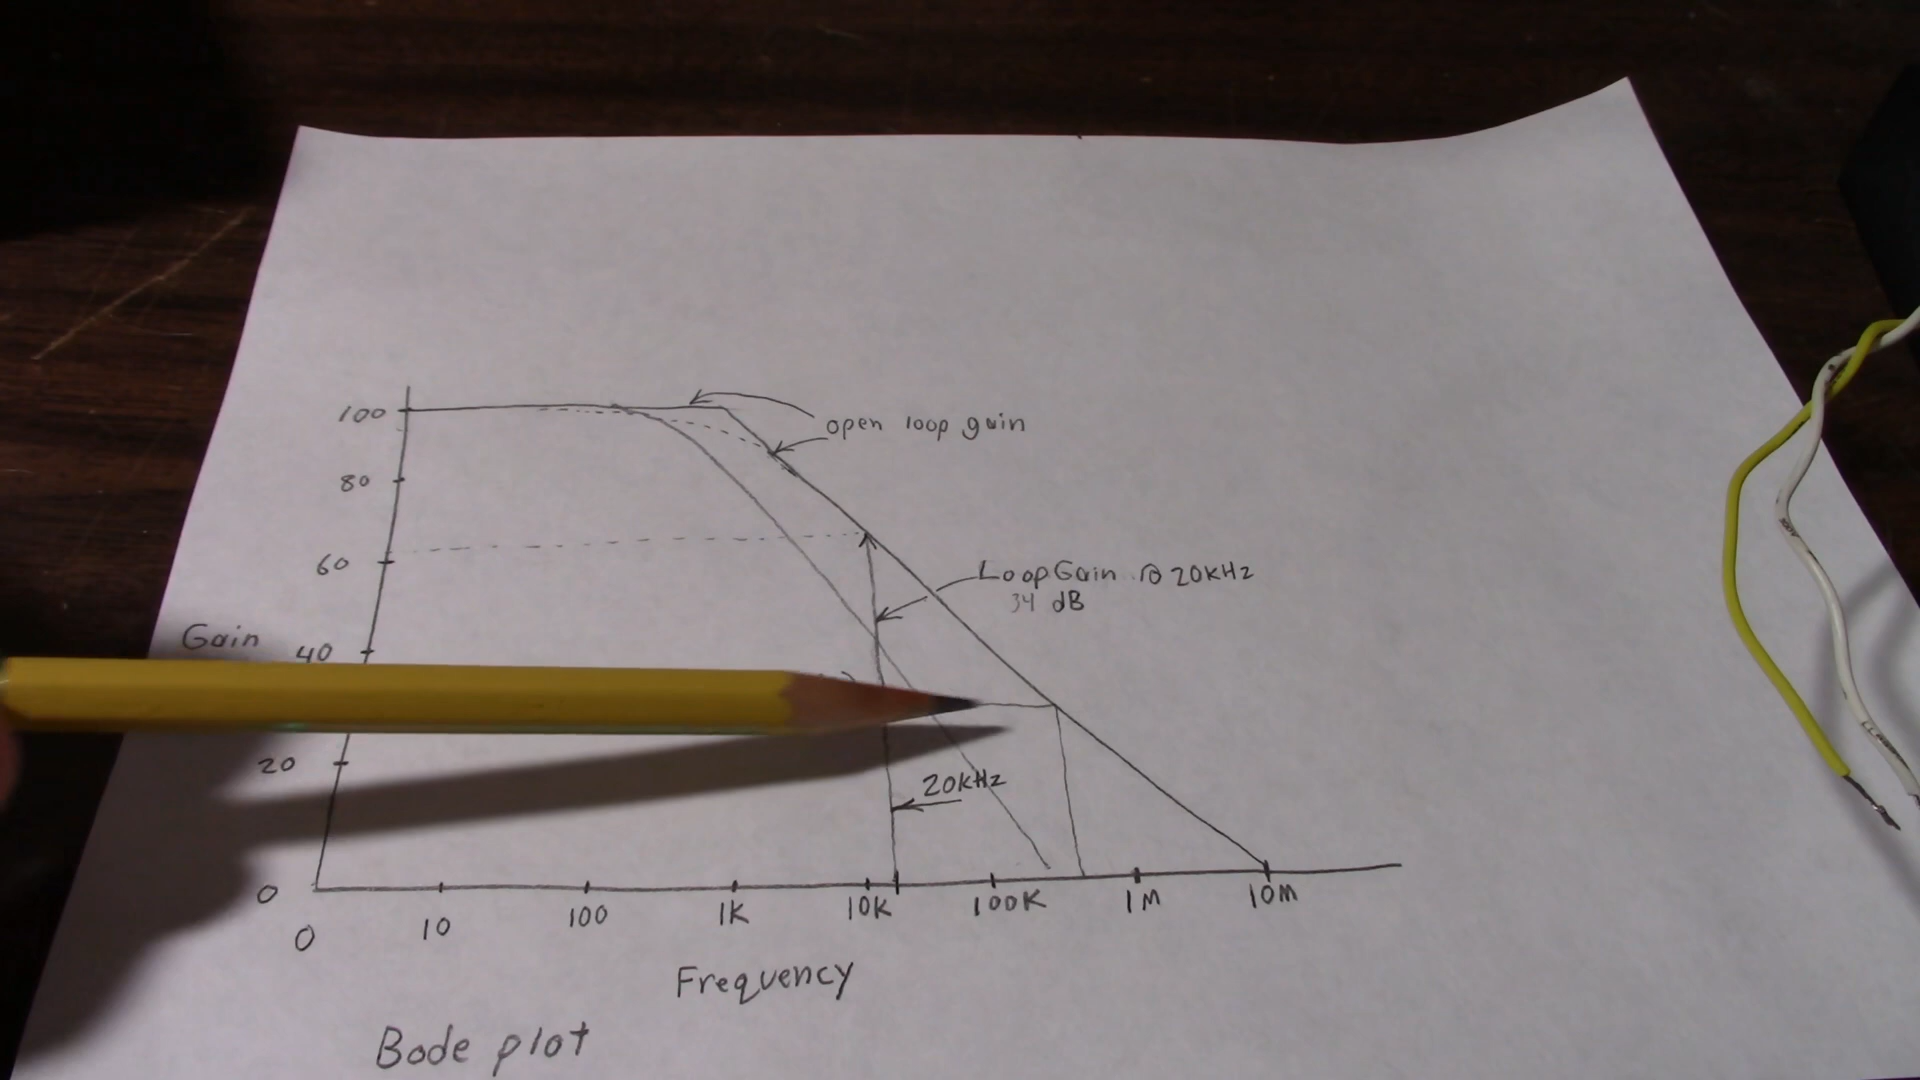 100
open loop gain
80
60
Loop Gain @ 20KHz
34 dB
Gain
40
20
20KHz
0
0
10
100
1K
10K
100K
1M
10M
Frequency
Bode plot